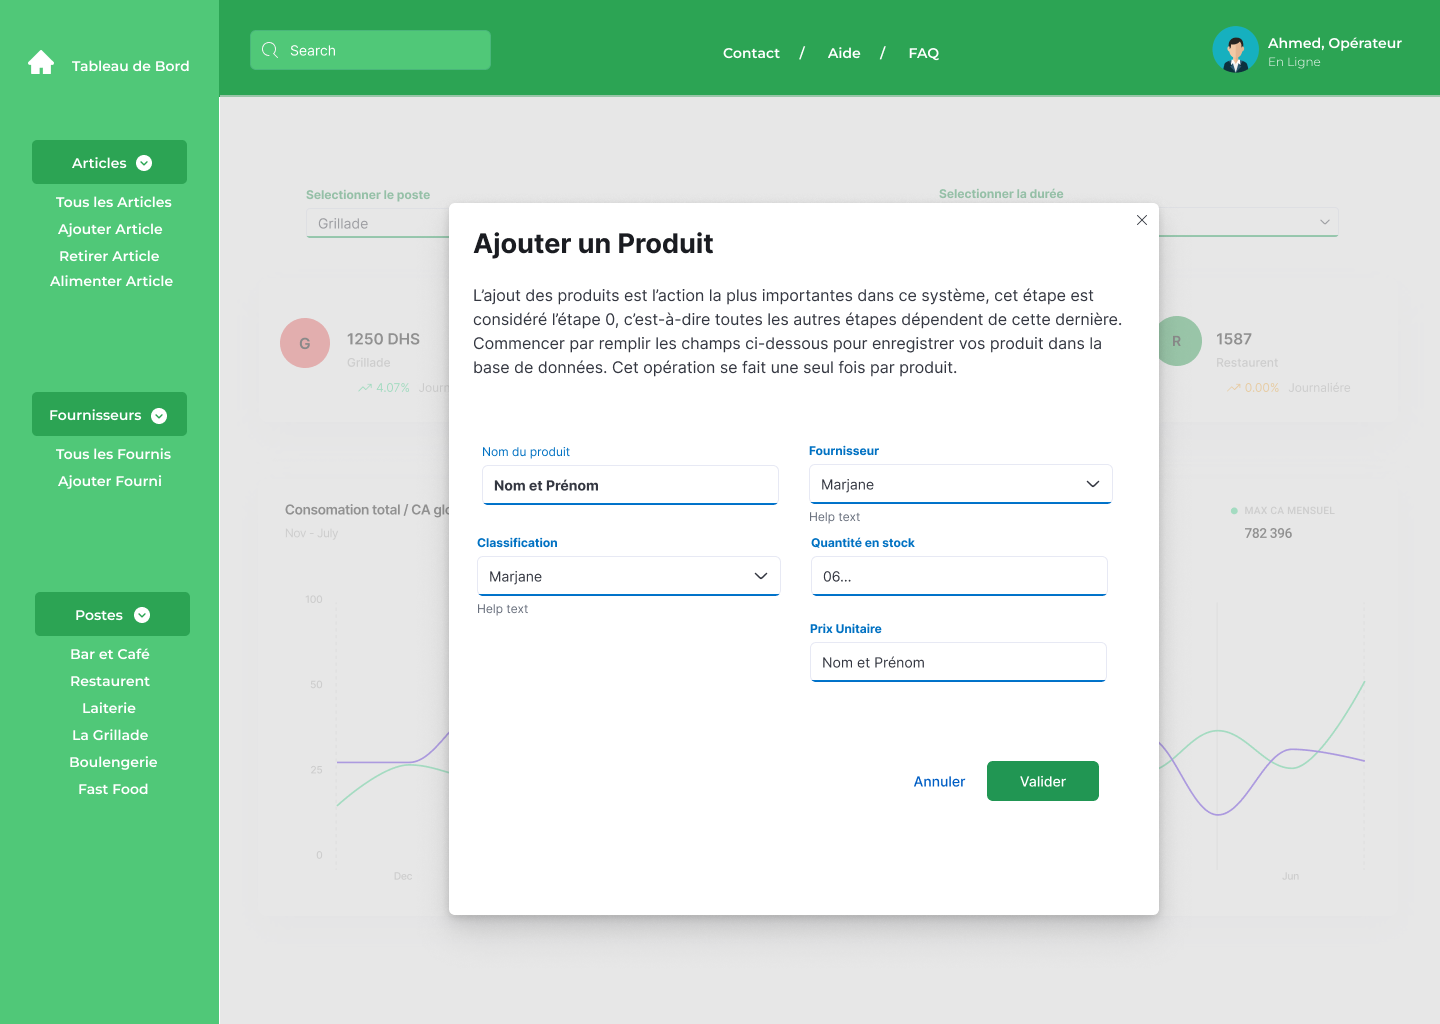 Tableau de Bord
Search
Contact / Aide / FAQ
Ahmed, Opérateur
En Ligne
Articles
Tous les Articles
Ajouter Article
Retirer Article
Alimenter Article
Fournisseurs
Tous les Fournis
Ajouter Fourni
Postes
Bar et Café
Restaurent
Laiterie
La Grillade
Boulengerie
Fast Food
Selectionner le poste
Grillade
Selectionner la durée
G
1250 DHS
Grillade
4.07%
R
1587
Restaurent
0.00% Journaliére
Consomation total / CA
Nov - July
MAX CA MENSUEL
782 396
100
50
25
0
Dec
Jun
Ajouter un Produit
L’ajout des produits est l’action la plus importantes dans ce système, cet étape est
considéré l’étape 0, c’est-à-dire toutes les autres étapes dépendent de cette dernière.
Commencer par remplir les champs ci-dessous pour enregistrer vos produit dans la
base de données. Cet opération se fait une seul fois par produit.
Nom du produit
Nom et Prénom
Fournisseur
Marjane
Help text
Classification
Marjane
Help text
Quantité en stock
06...
Prix Unitaire
Nom et Prénom
Annuler
Valider